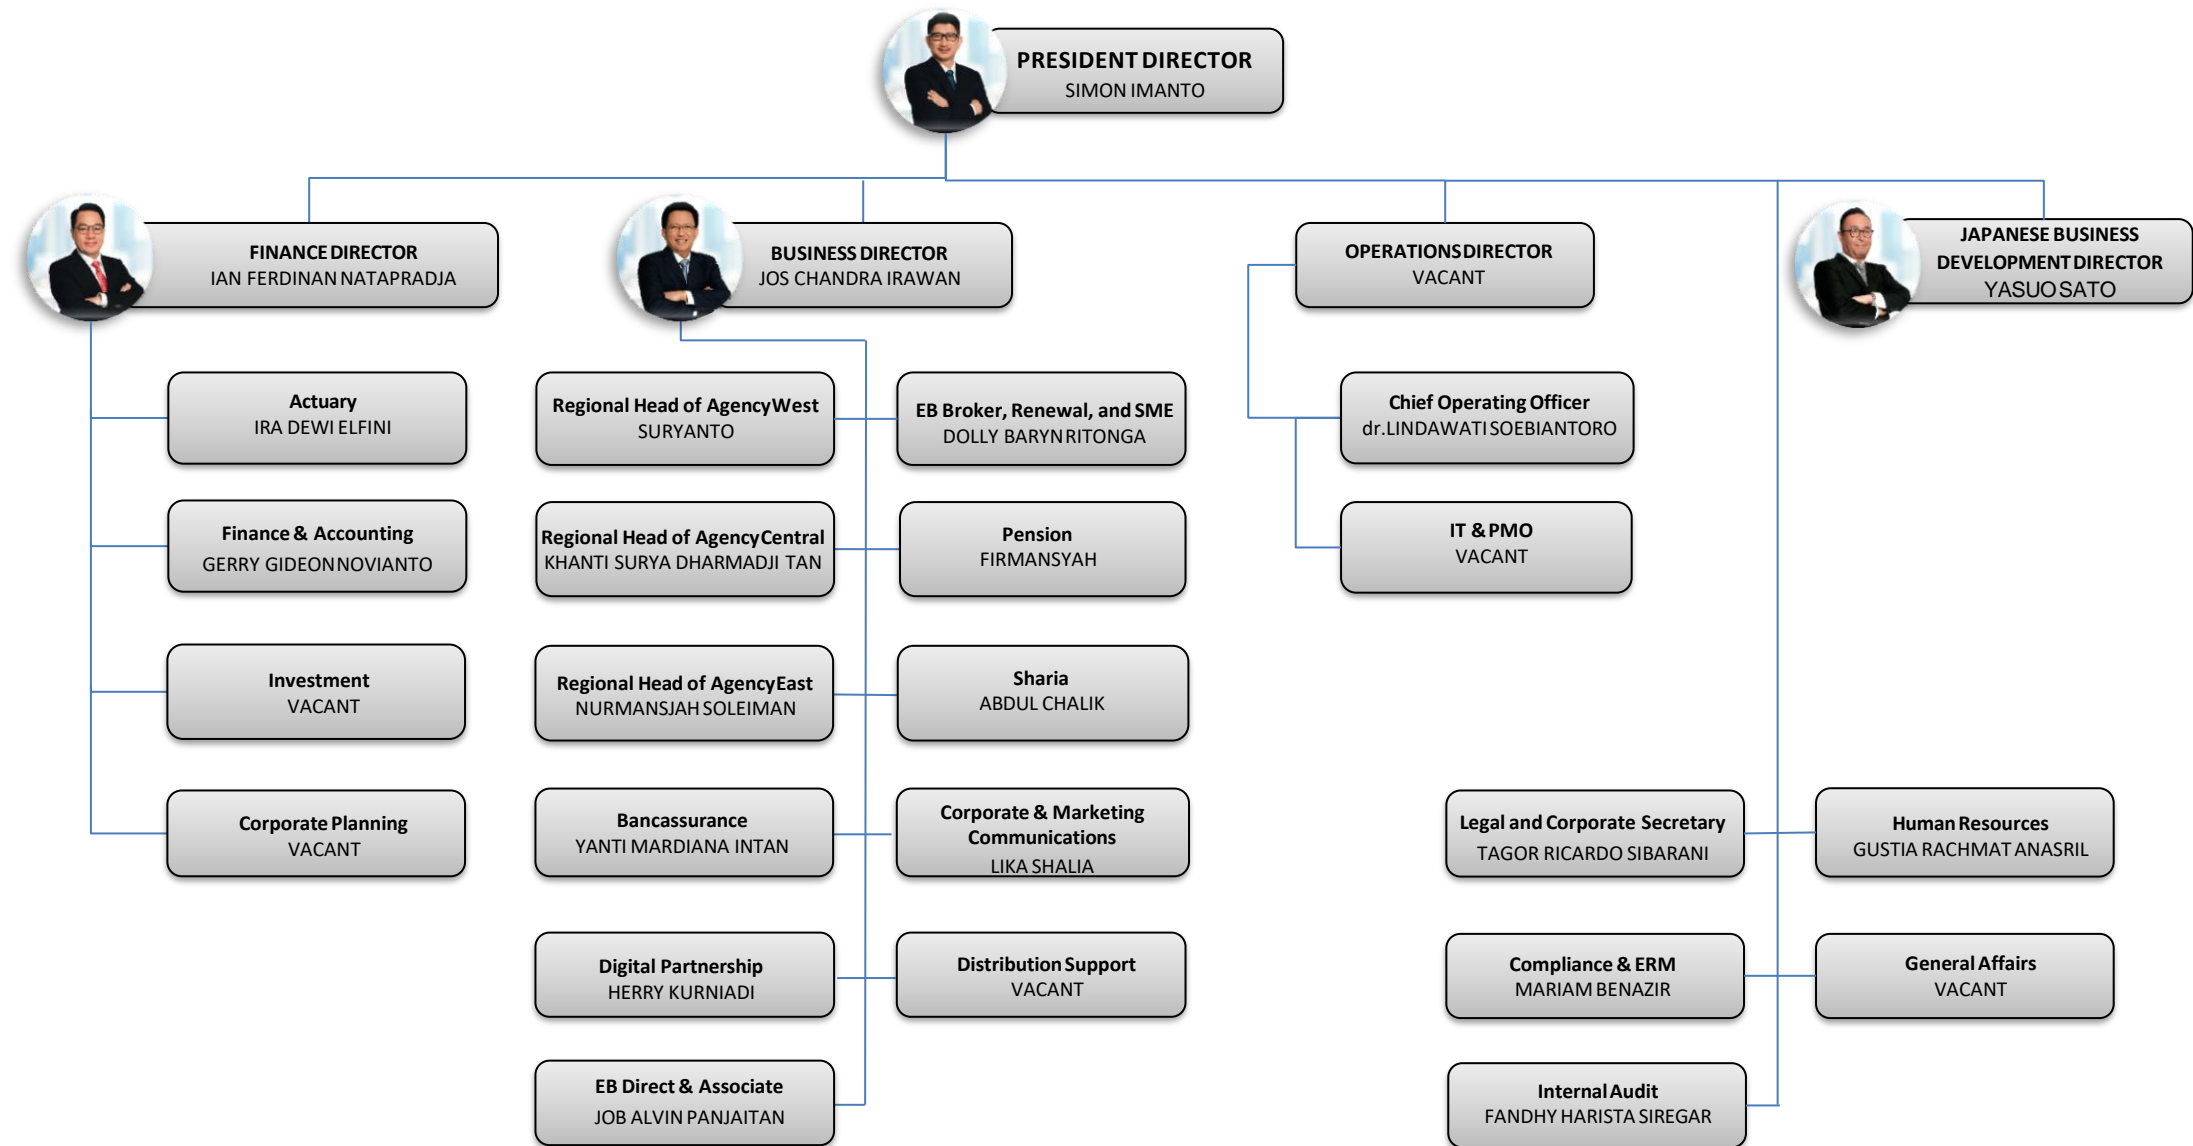 PRESIDENT DIRECTOR
SIMON IMANTO
FINANCE DIRECTOR
IAN FERDINAN NATAPRADJA
BUSINESS DIRECTOR
JOS CHANDRA IRAWAN
OPERATIONS DIRECTOR
VACANT
JAPANESE BUSINESS
DEVELOPMENT DIRECTOR
YASUO SATO
Actuary
IRA DEWI ELFINI
Regional Head of Agency West
SURYANTO
EB Broker, Renewal, and SME
DOLLY BARYN RITONGA
Chief Operating Officer
dr.LINDAWATI SOEBIANTORO
Finance & Accounting
GERRY GIDEON NOVIANTO
Regional Head of Agency Central
KHANTI SURYA DHARMADJI TAN
Pension
FIRMANSYAH
IT & PMO
VACANT
Investment
VACANT
Regional Head of Agency East
NURMANSJAH SOLEIMAN
Sharia
ABDUL CHALIK
Corporate Planning
VACANT
Bancassurance
YANTI MARDIANA INTAN
Corporate & Marketing
Communications
LIKA SHALIA
Legal and Corporate Secretary
TAGOR RICARDO SIBARANI
Human Resources
GUSTIA RACHMAT ANASRIL
Digital Partnership
HERRY KURNIADI
Distribution Support
VACANT
Compliance & ERM
MARIAM BENAZIR
General Affairs
VACANT
EB Direct & Associate
JOB ALVIN PANJAITAN
Internal Audit
FANDHY HARISTA SIREGAR